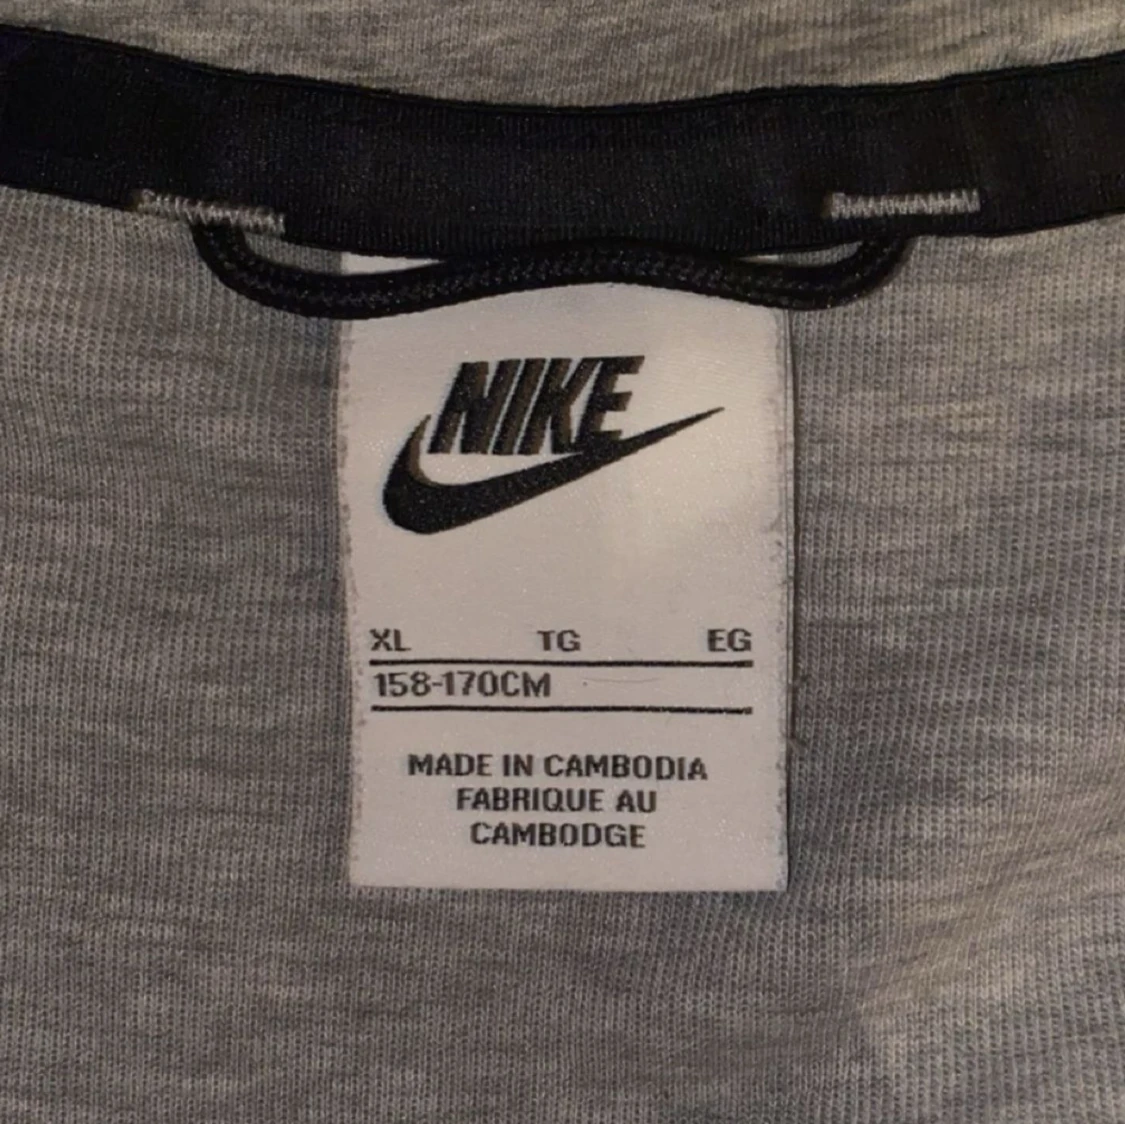 NIKE
XL TG EG
158-170CM
MADE IN CAMBODIA
FABRIQUE AU
CAMBODGE